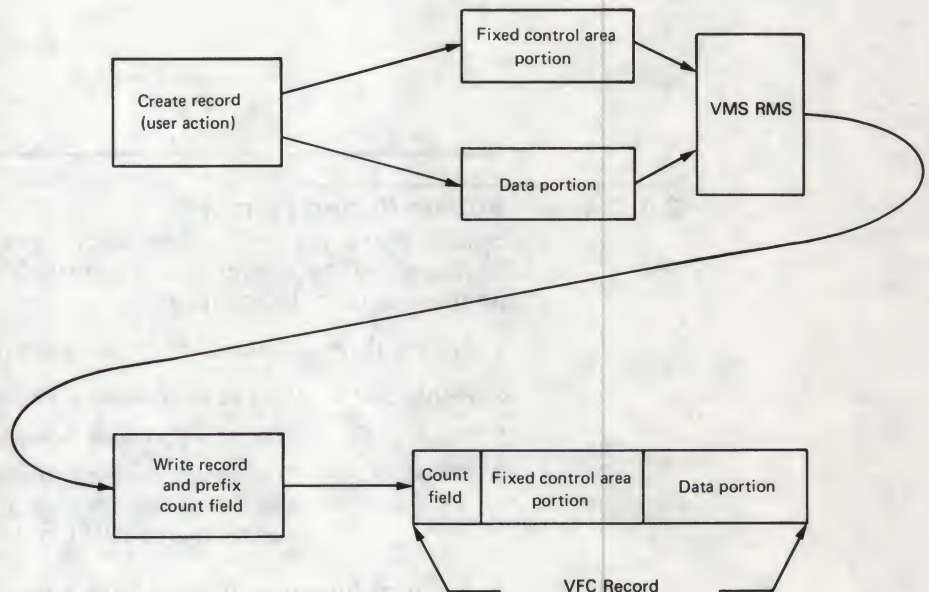 Create record
(user action)
Fixed control area
portion
Data portion
VMS RMS
Write record
and prefix
count field
Count
field
Fixed control area
portion
Data portion
VFC Record